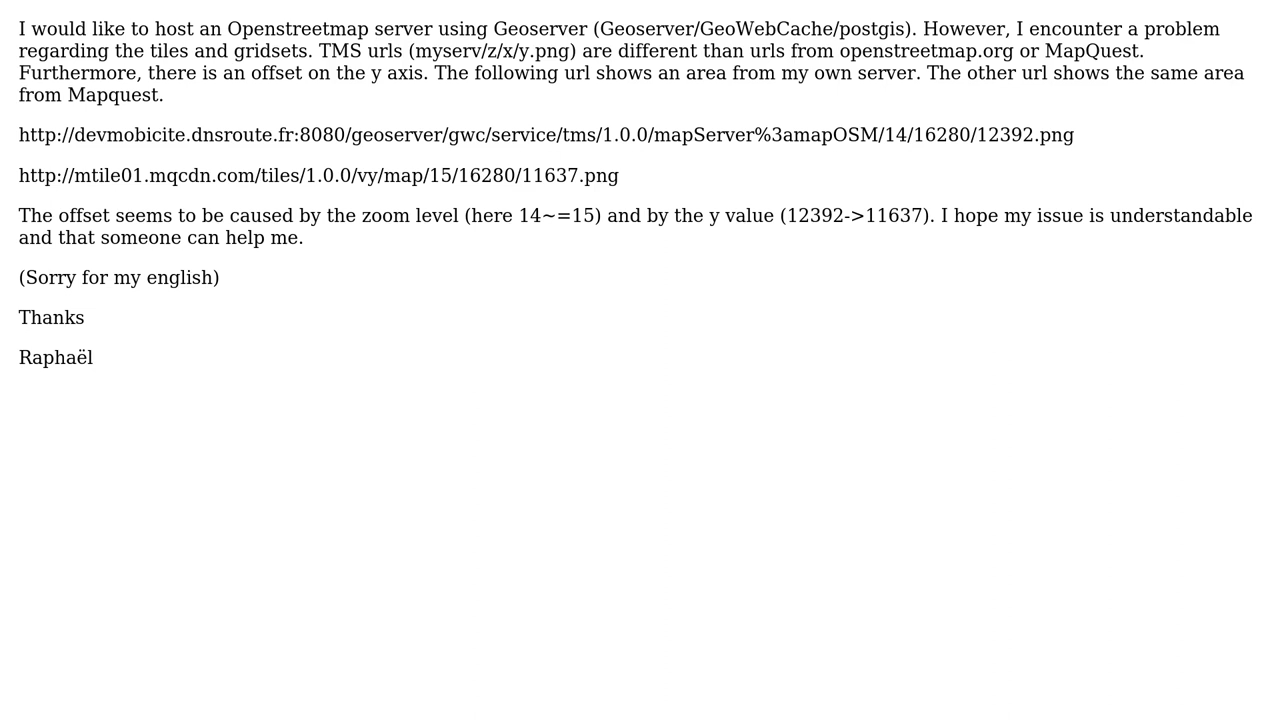 I would like to host an Openstreetmap server using Geoserver (Geoserver/GeoWebCache/postgis). However, I encounter a problem
regarding the tiles and gridsets. TMS urls (myserv/z/x/y.png) are different than urls from openstreetmap.org or MapQuest.
Furthermore, there is an offset on the y axis. The following url shows an area from my own server. The other url shows the same area
from Mapquest.
http://devmobicite.dnsroute.fr:8080/geoserver/gwc/service/tms/1.0.0/mapServer%3amapOSM/14/16280/12392.png
http://mtile01.mqcdn.com/tiles/1.0.0/vy/map/15/16280/11637.png
The offset seems to be caused by the zoom level (here 14~=15) and by the y value (12392->11637). I hope my issue is understandable
and that someone can help me.
(Sorry for my english)
Thanks
Raphaël